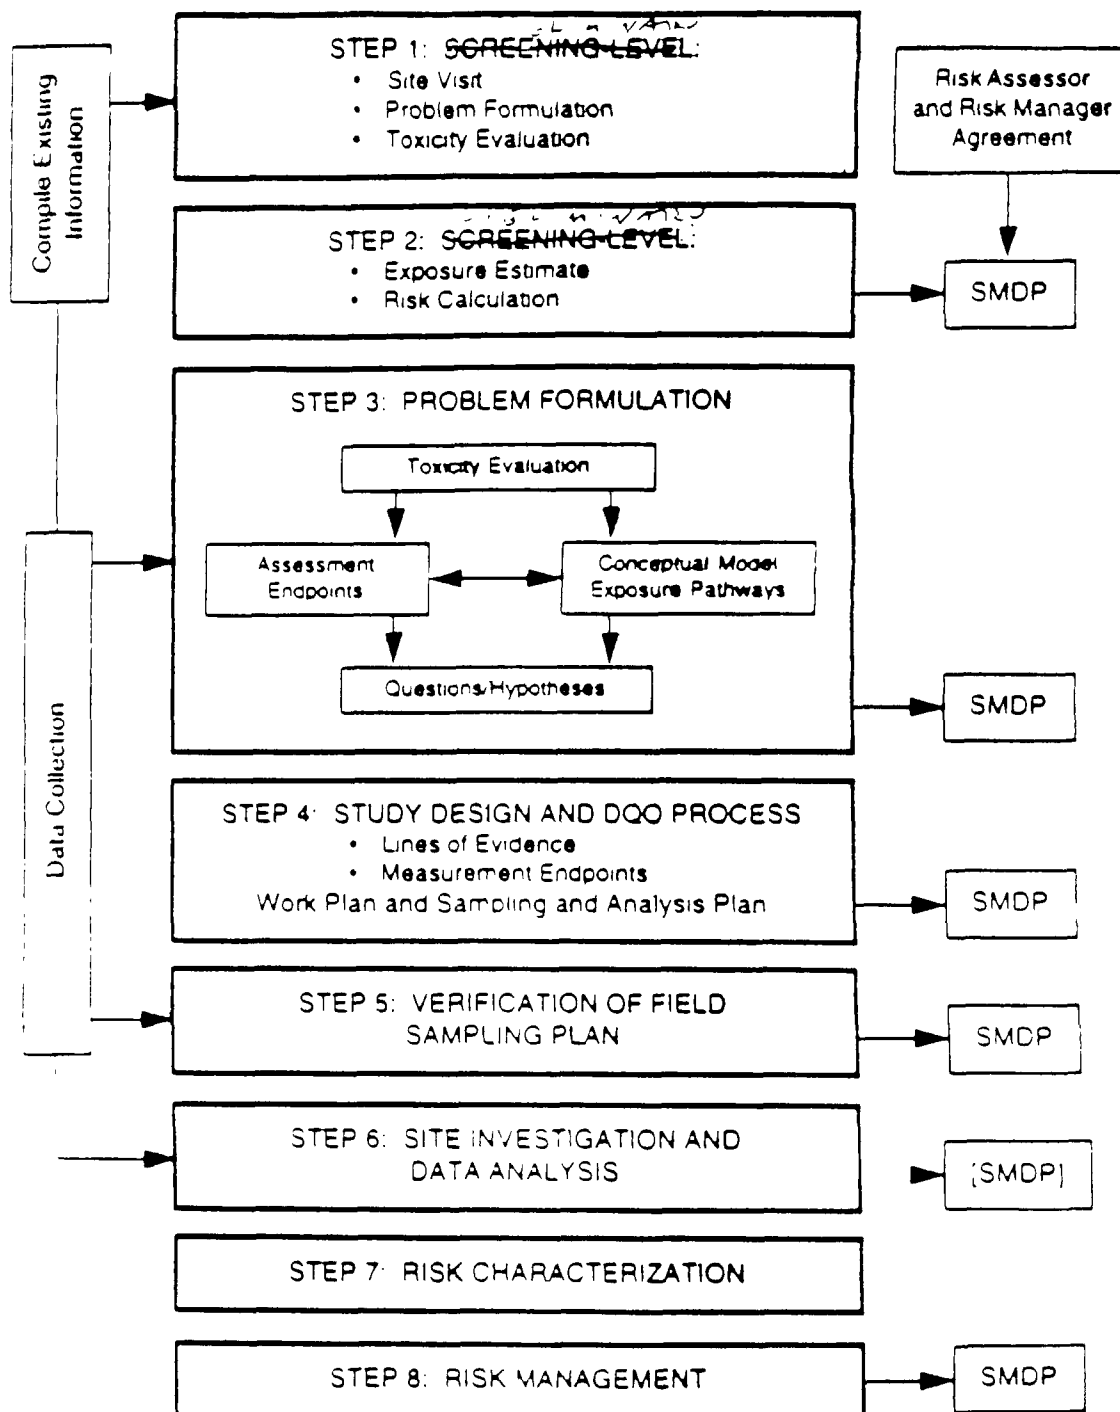 Compile Existing
Information
STEP 1: SCREENING-LEVEL:
• Site Visit
• Problem Formulation
• Toxicity Evaluation
Risk Assessor
and Risk Manager
Agreement
STEP 2: SCREENING-LEVEL:
• Exposure Estimate
• Risk Calculation
SMDP
Data Collection
STEP 3: PROBLEM FORMULATION
Toxicity Evaluation
Assessment
Endpoints
Conceptual Model
Exposure Pathways
Questions/Hypotheses
SMDP
STEP 4: STUDY DESIGN AND DQO PROCESS
• Lines of Evidence
• Measurement Endpoints
Work Plan and Sampling and Analysis Plan
SMDP
STEP 5: VERIFICATION OF FIELD
SAMPLING PLAN
SMDP
STEP 6: SITE INVESTIGATION AND
DATA ANALYSIS
[SMDP]
STEP 7: RISK CHARACTERIZATION
STEP 8: RISK MANAGEMENT
SMDP